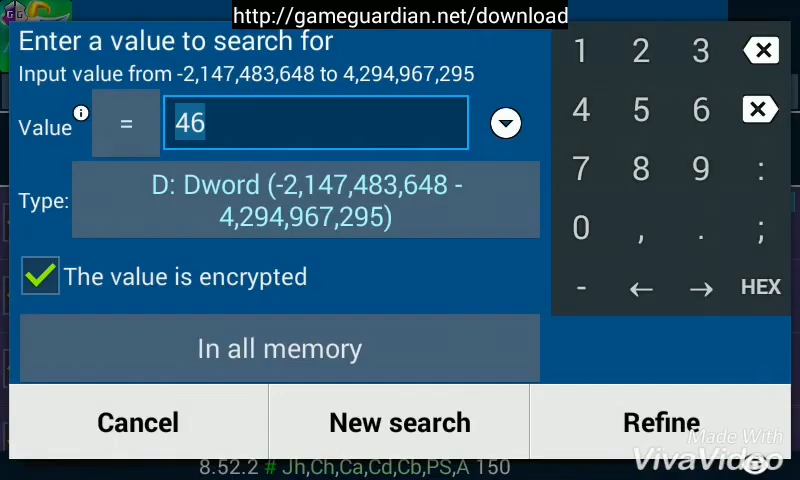 http://gameguardian.net/download
Enter a value to search for
Input value from -2,147,483,648 to 4,294,967,295
Value i = 46
Type: D: Dword (-2,147,483,648 -
4,294,967,295)
The value is encrypted
In all memory
Cancel New search Refine
1 2 3
4 5 6
7 8 9 :
0 , . ;
- ← → HEX
8.52.2 # Jh,Ch,Ca,Cd,Cb,PS,A 150
Made With
VivaVideo